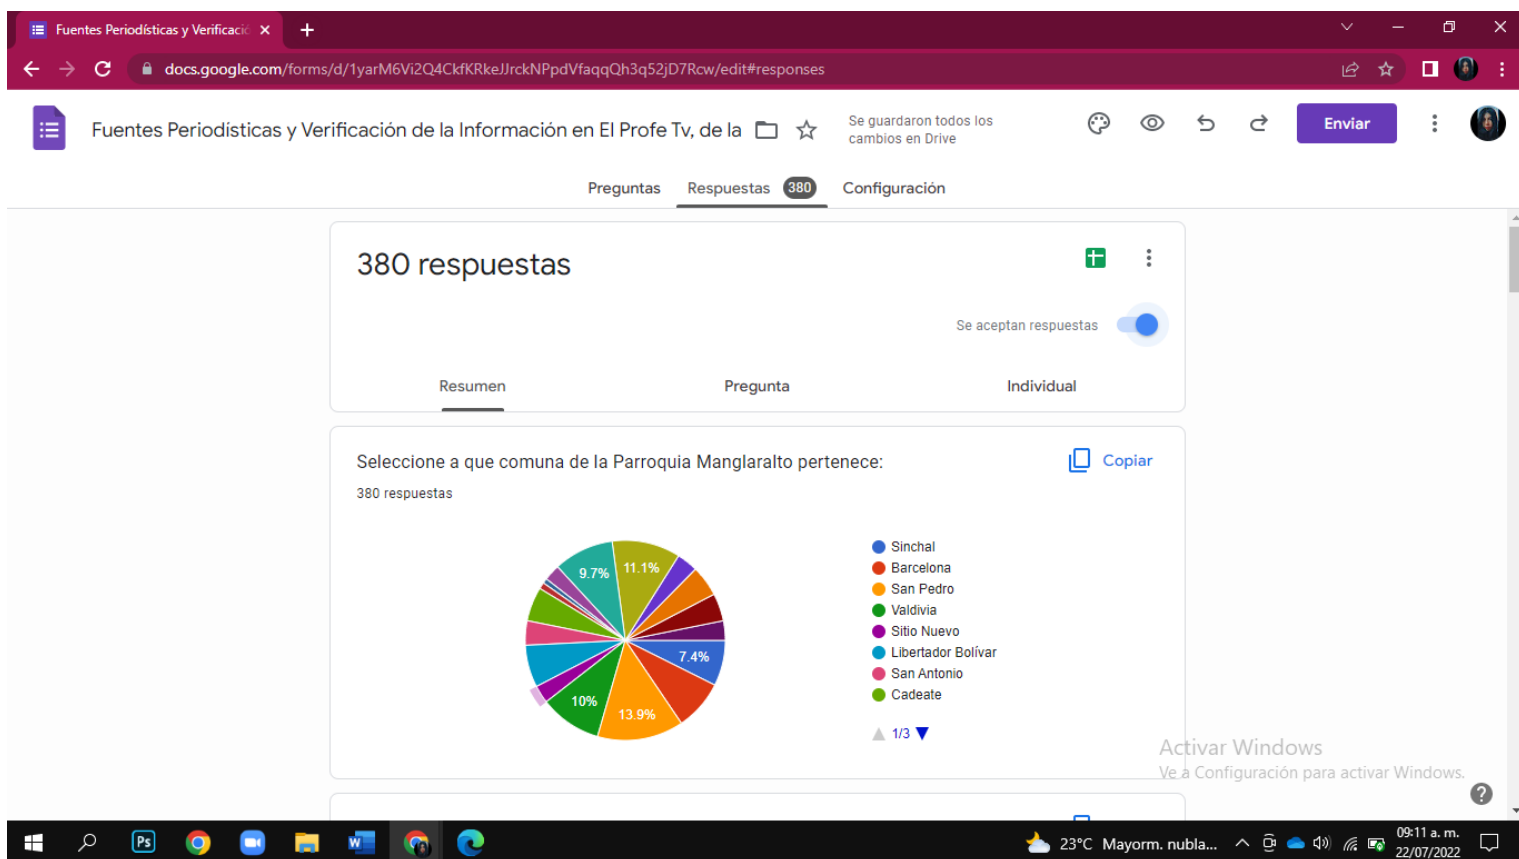 Fuentes Periodísticas y Verificació
docs.google.com/forms/d/1yarM6Vi2Q4CkfKRkeJJrckNPpdVfaqqQh3q52jD7Rcw/edit#responses
Fuentes Periodísticas y Verificación de la Información en El Profe Tv, de la
Se guardaron todos los
cambios en Drive
Enviar
Preguntas Respuestas 380 Configuración
380 respuestas
Se aceptan respuestas
Resumen Pregunta Individual
Seleccione a que comuna de la Parroquia Manglaralto pertenece:
Copiar
380 respuestas
9.7%
11.1%
7.4%
10%
13.9%
Sinchal
Barcelona
San Pedro
Valdivia
Sitio Nuevo
Libertador Bolívar
San Antonio
Cadeate
1/3
Activar Windows
Ve a Configuración para activar Windows.
Ps
23°C Mayorm. nubla...
09:11 a. m.
22/07/2022